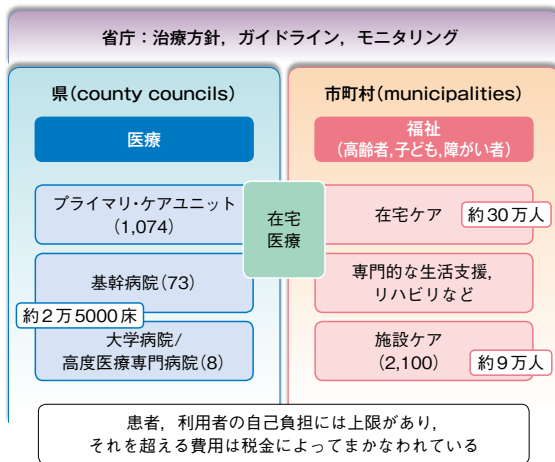 省庁：治療方針，ガイドライン，モニタリング
県（county councils）
医療
プライマリ・ケアユニット
（1,074）
基幹病院（73）
約２万5000床
大学病院/
高度医療専門病院（8）
在宅
医療
市町村（municipalities）
福祉
（高齢者，子ども，障がい者）
在宅ケア
約30万人
専門的な生活支援，
リハビリなど
施設ケア
（2,100）
約９万人
患者，利用者の自己負担には上限があり，
それを超える費用は税金によってまかなわれている